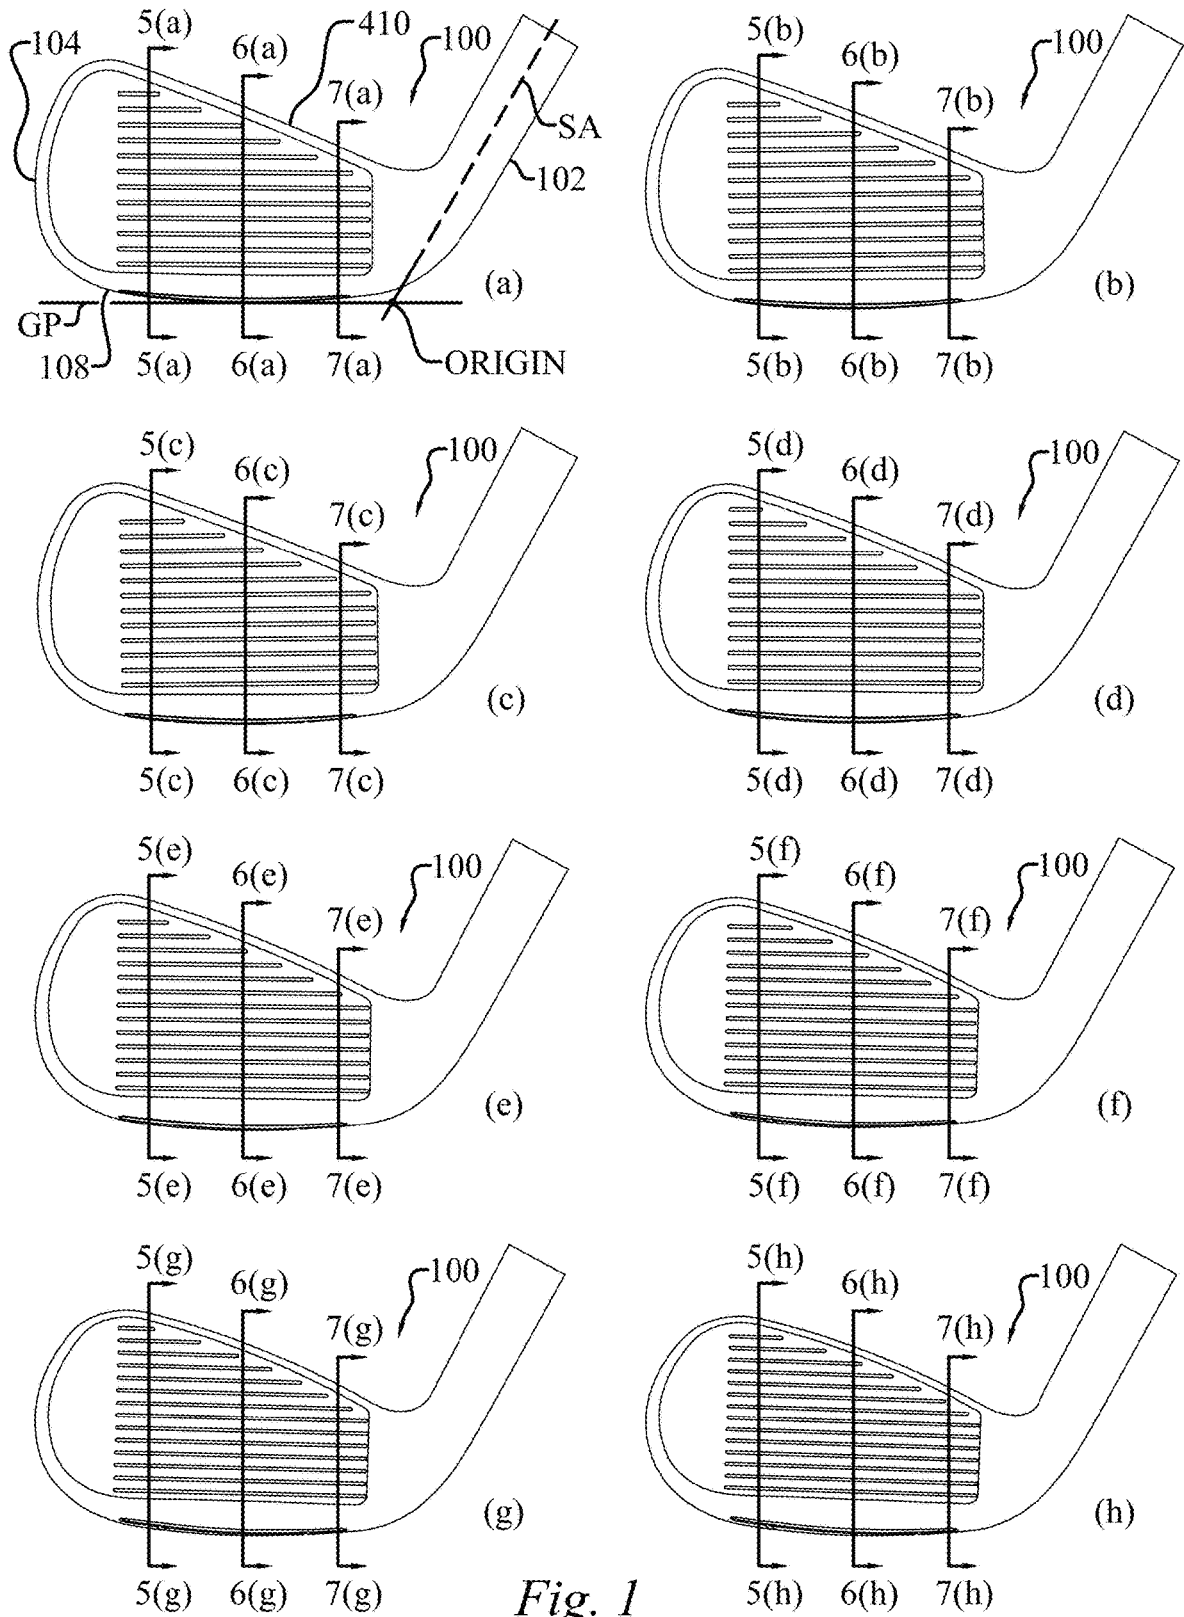 5(a)
104
6(a)
410
100
7(a)
SA
102
(a)
GP
108
5(a)
6(a)
7(a)
ORIGIN
5(b)
6(b)
100
7(b)
(b)
5(b)
6(b)
7(b)
5(c)
6(c)
100
7(c)
(c)
5(c)
6(c)
7(c)
5(d)
6(d)
100
7(d)
(d)
5(d)
6(d)
7(d)
5(e)
6(e)
100
7(e)
(e)
5(e)
6(e)
7(e)
5(f)
6(f)
100
7(f)
(f)
5(f)
6(f)
7(f)
5(g)
6(g)
100
7(g)
(g)
5(g)
6(g)
7(g)
5(h)
6(h)
100
7(h)
(h)
5(h)
6(h)
7(h)
Fig. 1